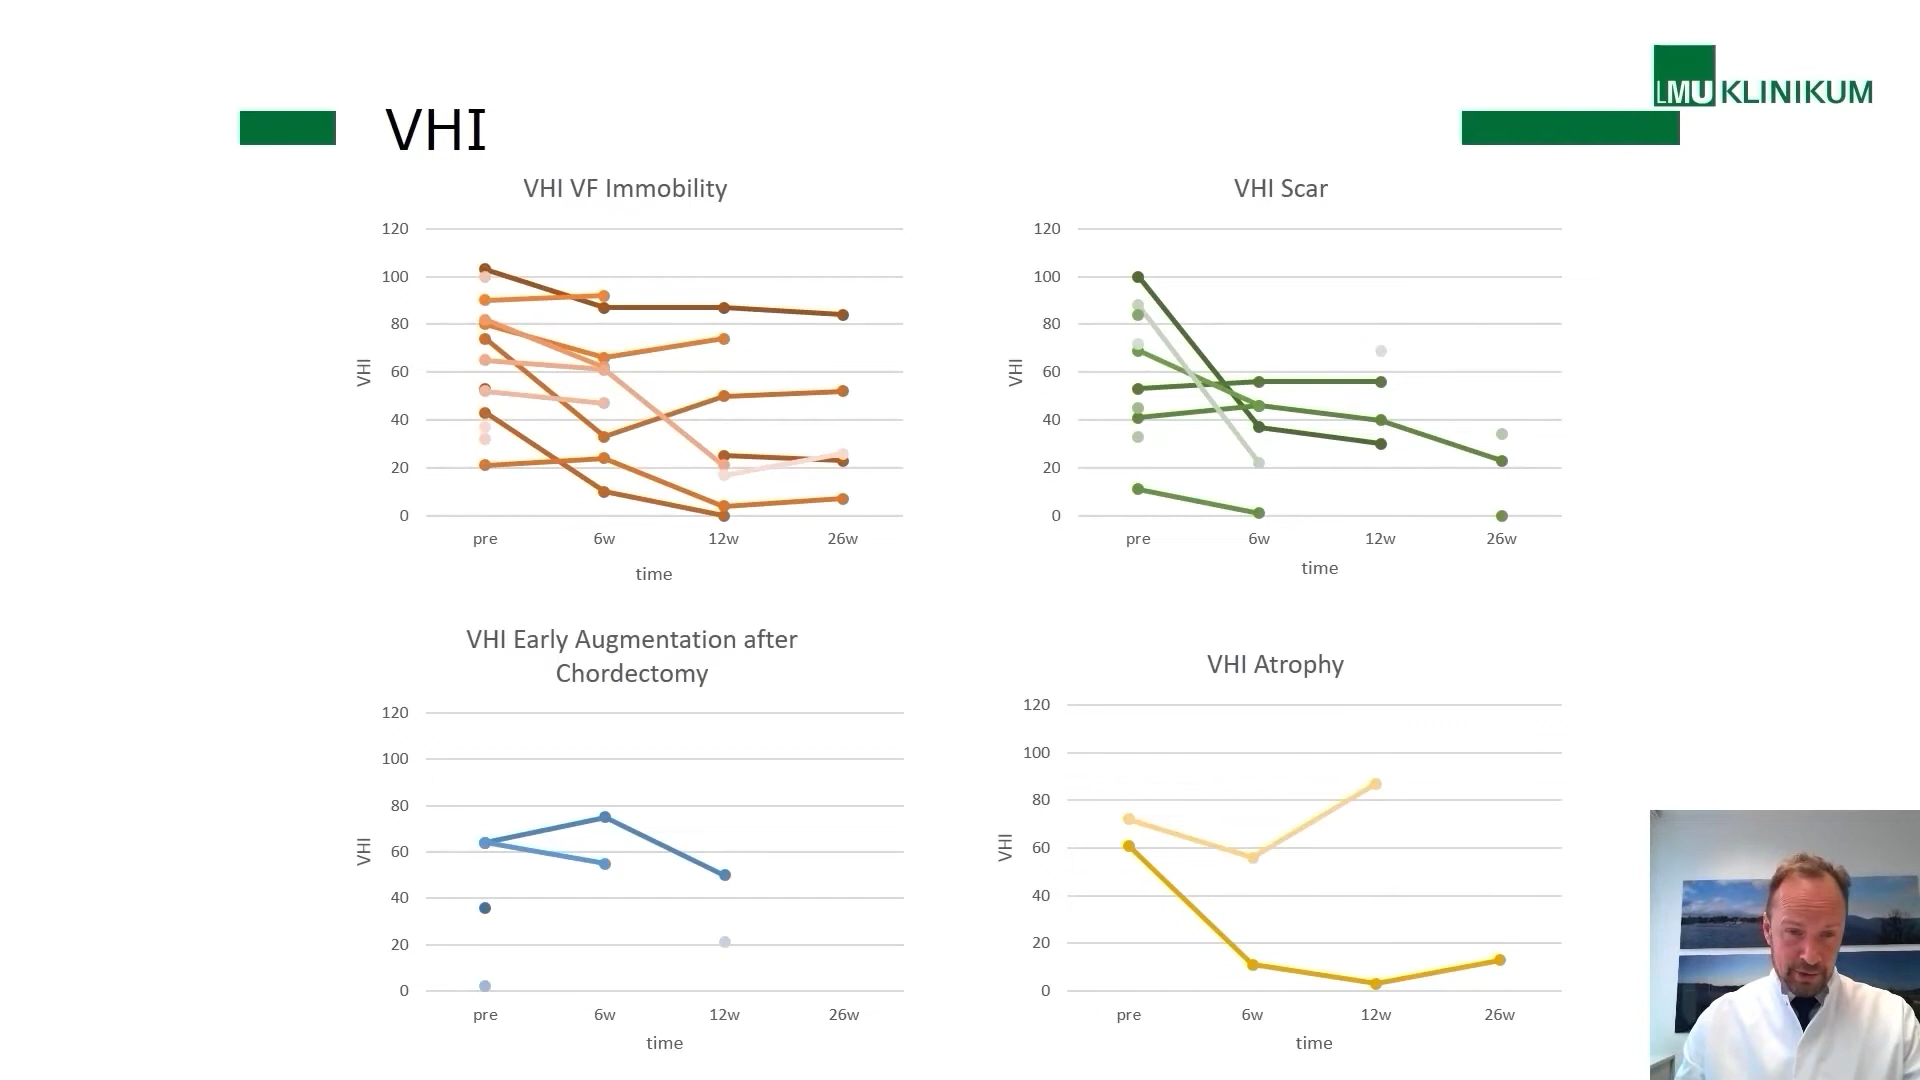 LMU KLINIKUM
VHI
VHI VF Immobility
120
100
80
60
40
20
0
VHI
pre 6w 12w 26w
time
VHI Scar
120
100
80
60
40
20
0
VHI
pre 6w 12w 26w
time
VHI Early Augmentation after
Chordectomy
120
100
80
60
40
20
0
VHI
pre 6w 12w 26w
time
VHI Atrophy
120
100
80
60
40
20
0
VHI
pre 6w 12w 26w
time